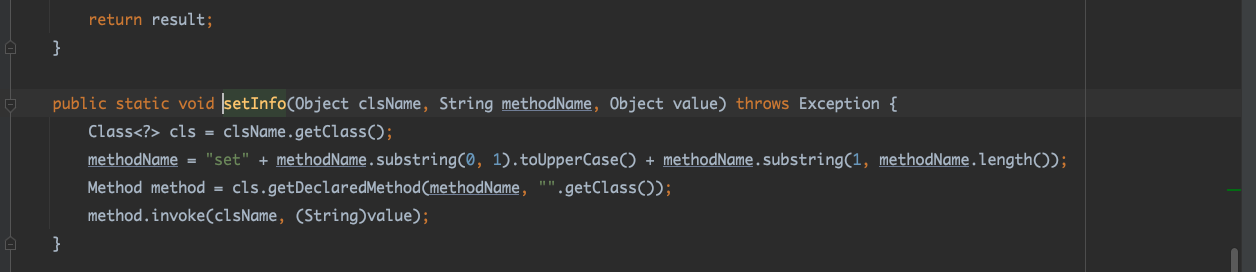 return result;
}
public static void setInfo(Object clsName, String methodName, Object value) throws Exception {
Class<?> cls = clsName.getClass();
methodName = "set" + methodName.substring(0, 1).toUpperCase() + methodName.substring(1, methodName.length());
Method method = cls.getDeclaredMethod(methodName, "".getClass());
method.invoke(clsName, (String)value);
}